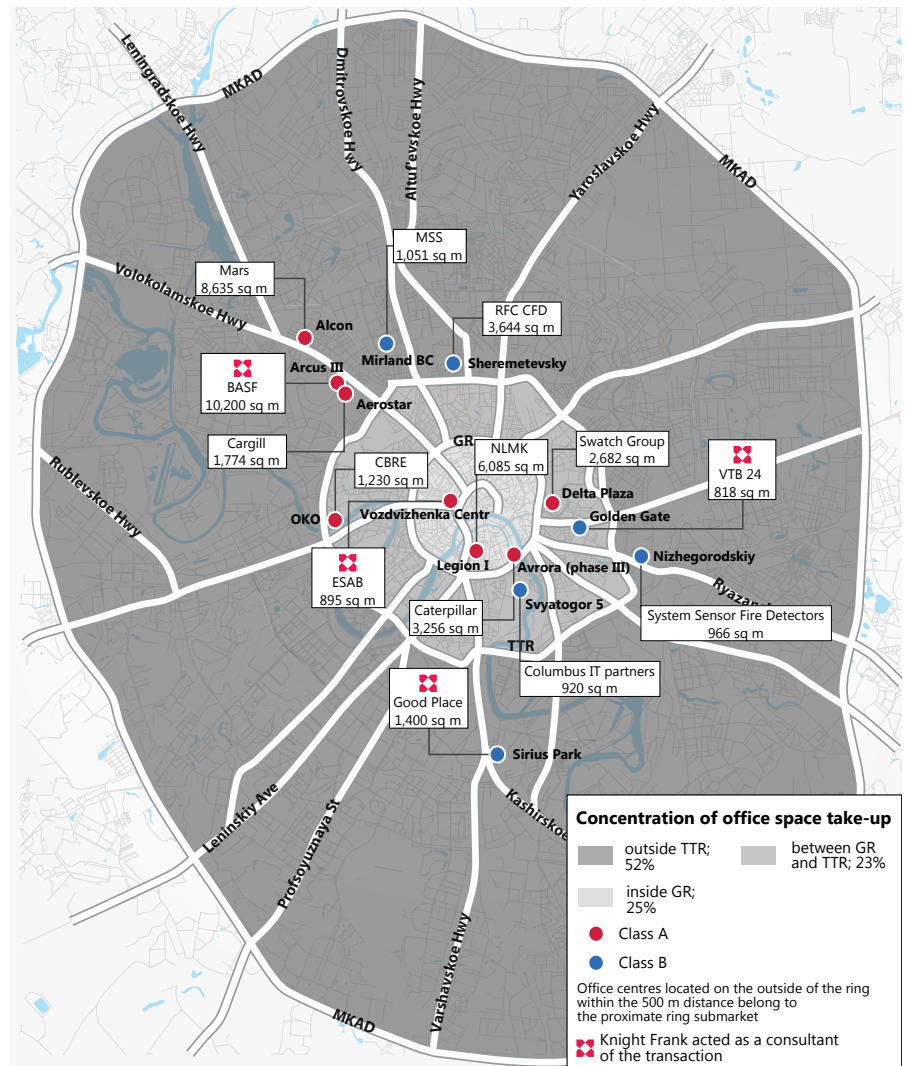 MKAD
Leningradskoe Hwy
Dmitrovskoe Hwy
Altuf'evskoe Hwy
Yaroslavskoe Hwy
MKAD
MSS
1,051 sq m
Mars
8,635 sq m
Volokolamskoe Hwy
RFC CFD
3,644 sq m
Alcon
Mirland BC
Sheremetevsky
Arcus III
BASF
10,200 sq m
Aerostar
Cargill
1,774 sq m
GR
NLMK
6,085 sq m
Swatch Group
2,682 sq m
VTB 24
818 sq m
CBRE
1,230 sq m
Rublevskoe Hwy
Delta Plaza
OKO
Vozdvizhenka Centr
Golden Gate
Nizhegorodskiy
Legion I
Avrora (phase III)
ESAB
895 sq m
Svyatogor 5
Caterpillar
3,256 sq m
System Sensor Fire Detectors
966 sq m
TTR
Columbus IT partners
920 sq m
Good Place
1,400 sq m
Sirius Park
Kashirskoe
Leninskiy Ave
Profsoyuznaya St
Varshavskoe Hwy
MKAD
Concentration of office space take-up
outside TTR;
52%
between GR
and TTR; 23%
inside GR;
25%
Class A
Class B
Office centres located on the outside of the ring
within the 500 m distance belong to
the proximate ring submarket
Knight Frank acted as a consultant
of the transaction